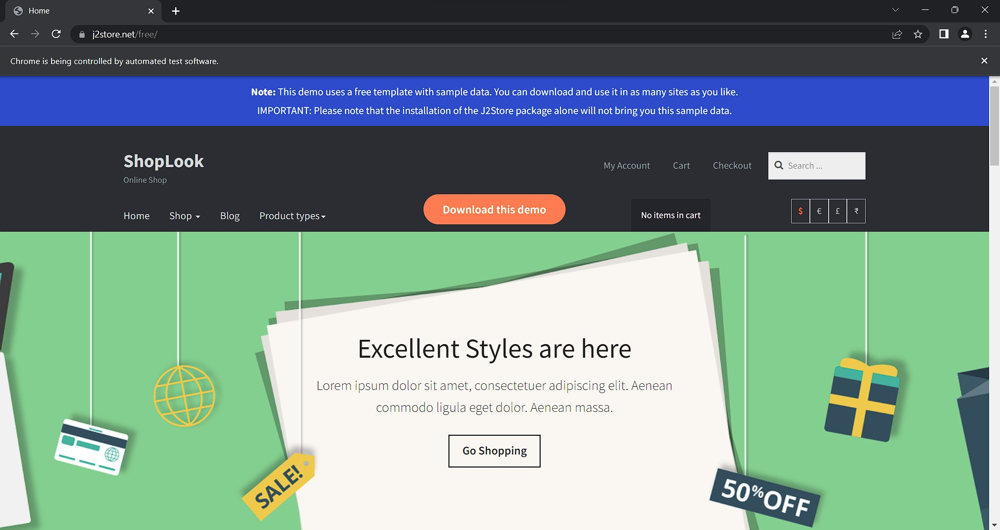 Home
j2store.net/free/
Chrome is being controlled by automated test software.
Note: This demo uses a free template with sample data. You can download and use it in as many sites as you like.
IMPORTANT: Please note that the installation of the J2Store package alone will not bring you this sample data.
ShopLook
Online Shop
My Account Cart Checkout Search ...
Home Shop Blog Product types Download this demo No items in cart $ € £ ₹
Excellent Styles are here
Lorem ipsum dolor sit amet, consectetuer adipiscing elit. Aenean
commodo ligula eget dolor. Aenean massa.
Go Shopping
SALE!
50%OFF